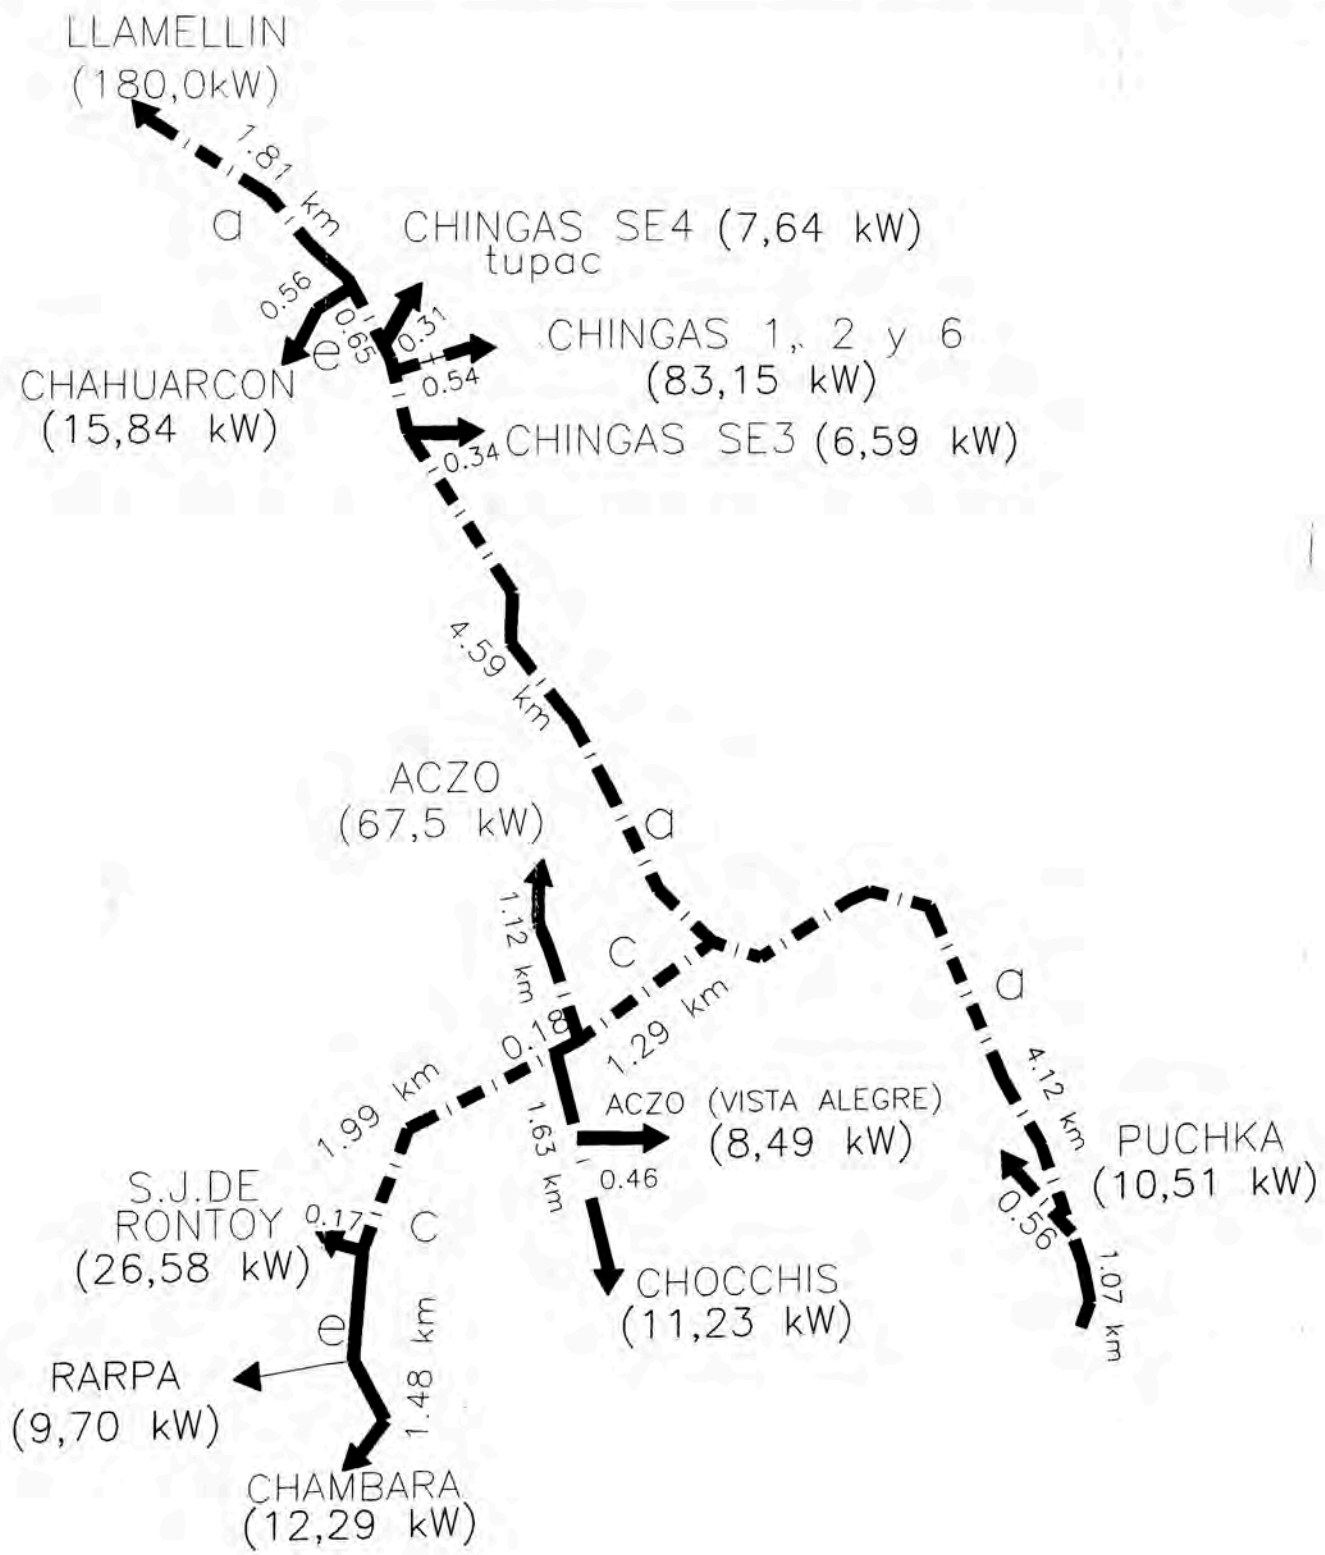 LLAMELLIN
(180,0kW)
1.81 km
a
CHINGAS SE4 (7,64 kW)
tupac
0.56
0.65
0.31
e
CHINGAS 1, 2 y 6
(83,15 kW)
0.54
CHAHUARCON
(15,84 kW)
CHINGAS SE3 (6,59 kW)
0.34
4.59 km
ACZO
(67,5 kW)
a
1.12 km
c
a
0.18
1.29 km
4.12 km
1.99 km
1.63 km
ACZO (VISTA ALEGRE)
(8,49 kW)
0.46
PUCHKA
(10,51 kW)
0.56
1.07 km
S.J.DE
RONTOY
(26,58 kW)
0.17
c
CHOCCHIS
(11,23 kW)
e
1.48 km
RARPA
(9,70 kW)
CHAMBARA
(12,29 kW)